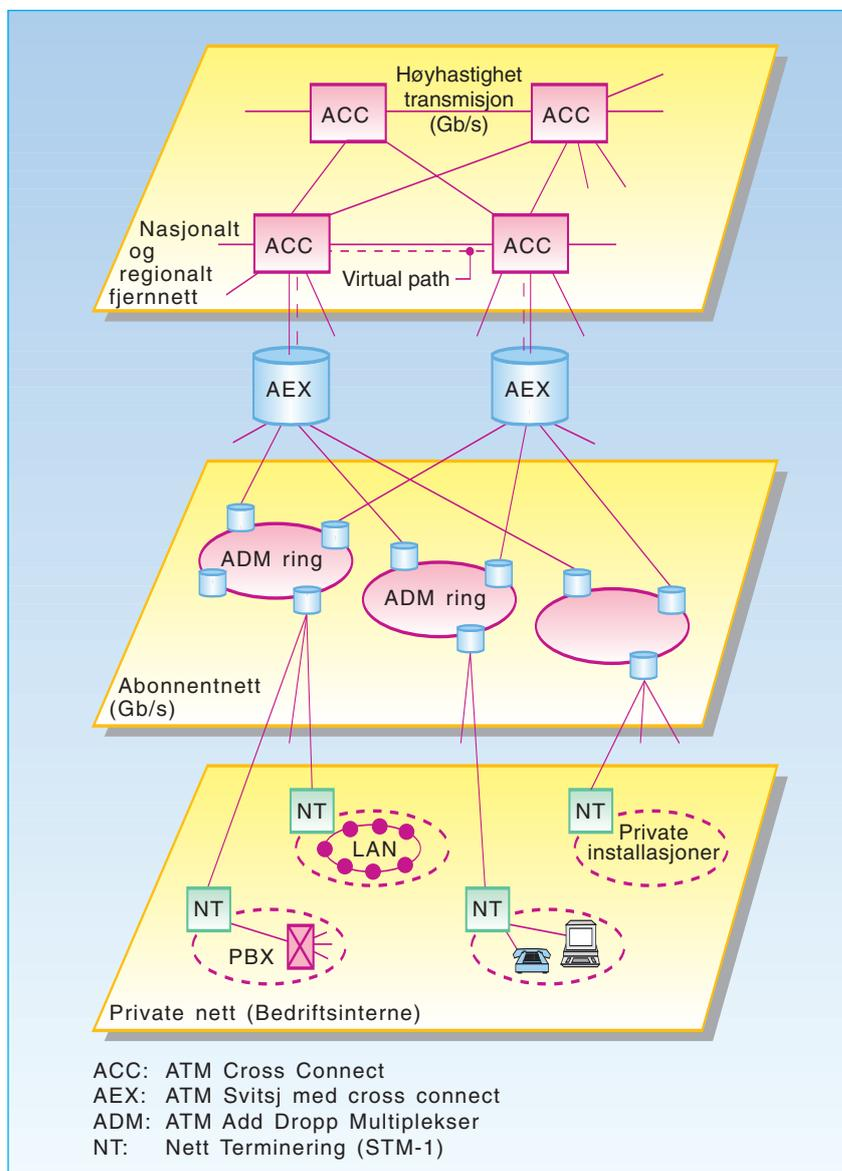 Høyhastighet
transmisjon
(Gb/s)
ACC
ACC
Nasjonalt
og
regionalt
fjernnett
ACC
ACC
Virtual path
AEX
AEX
ADM ring
ADM ring
Abonnentnett
(Gb/s)
NT
LAN
NT
Private
installasjoner
NT
PBX
NT
Private nett (Bedriftsinterne)
ACC: ATM Cross Connect
AEX: ATM Svitsj med cross connect
ADM: ATM Add Dropp Multiplekser
NT: Nett Terminering (STM-1)